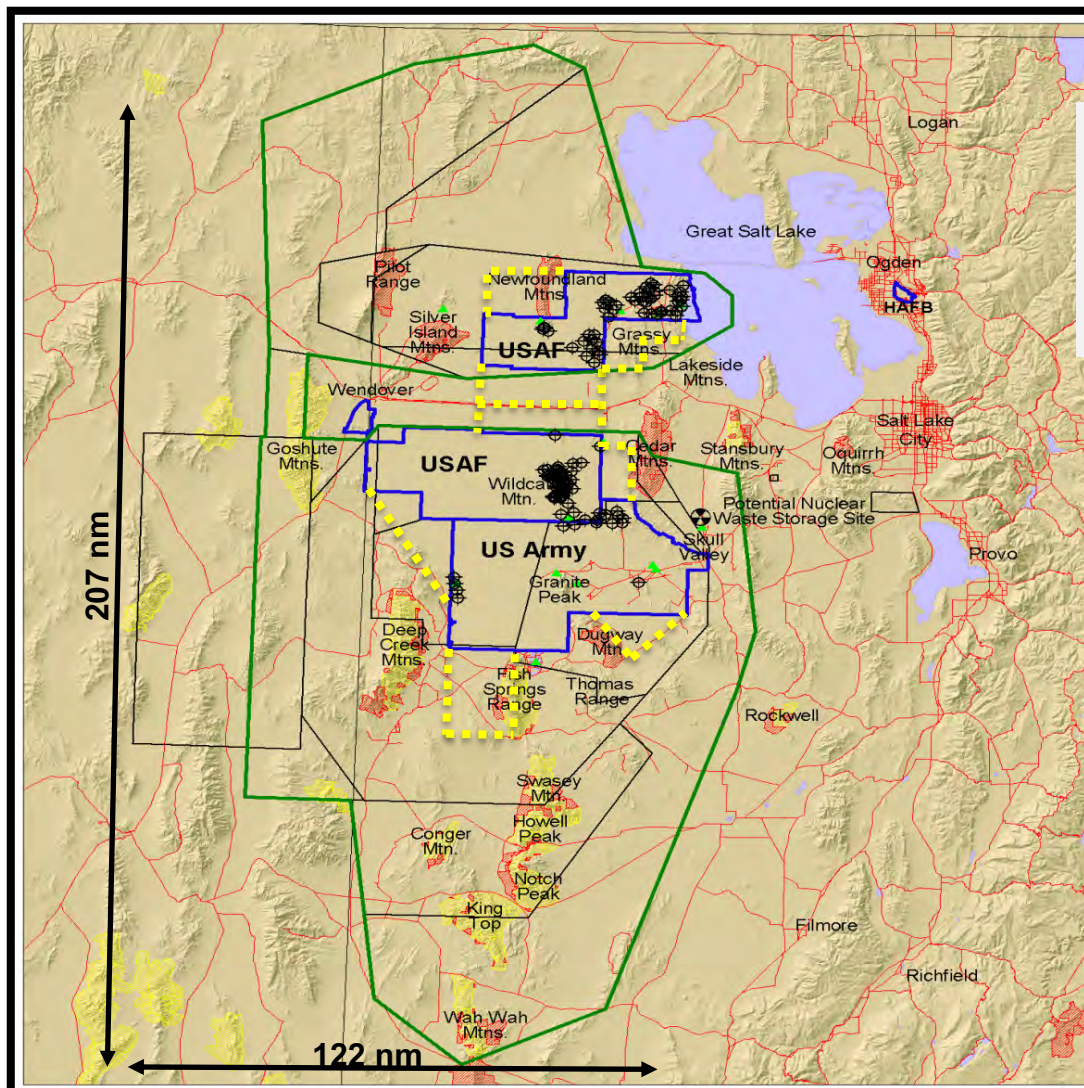 Logan
Great Salt Lake
Ogden
HAFB
Pilot
Range
Newfoundland
Mtns.
Silver
Island
Mtns.
USAF
Grassy
Mtns.
Lakeside
Mtns.
Wendover
Salt Lake
City
Goshute
Mtns.
USAF
Cedar
Mtns.
Stansbury
Mtns.
Oquirrh
Mtns.
Wildcat
Mtn.
Potential Nuclear
Waste Storage Site
US Army
Skull
Valley
Provo
Granite
Peak
207 nm
Deep
Creek
Mtns.
Dugway
Mtn.
Fish
Springs
Range
Thomas
Range
Rockwell
Swasey
Mtn.
Howell
Peak
Conger
Mtn.
Notch
Peak
King
Top
Filmore
Richfield
Wah Wah
Mtns.
122 nm